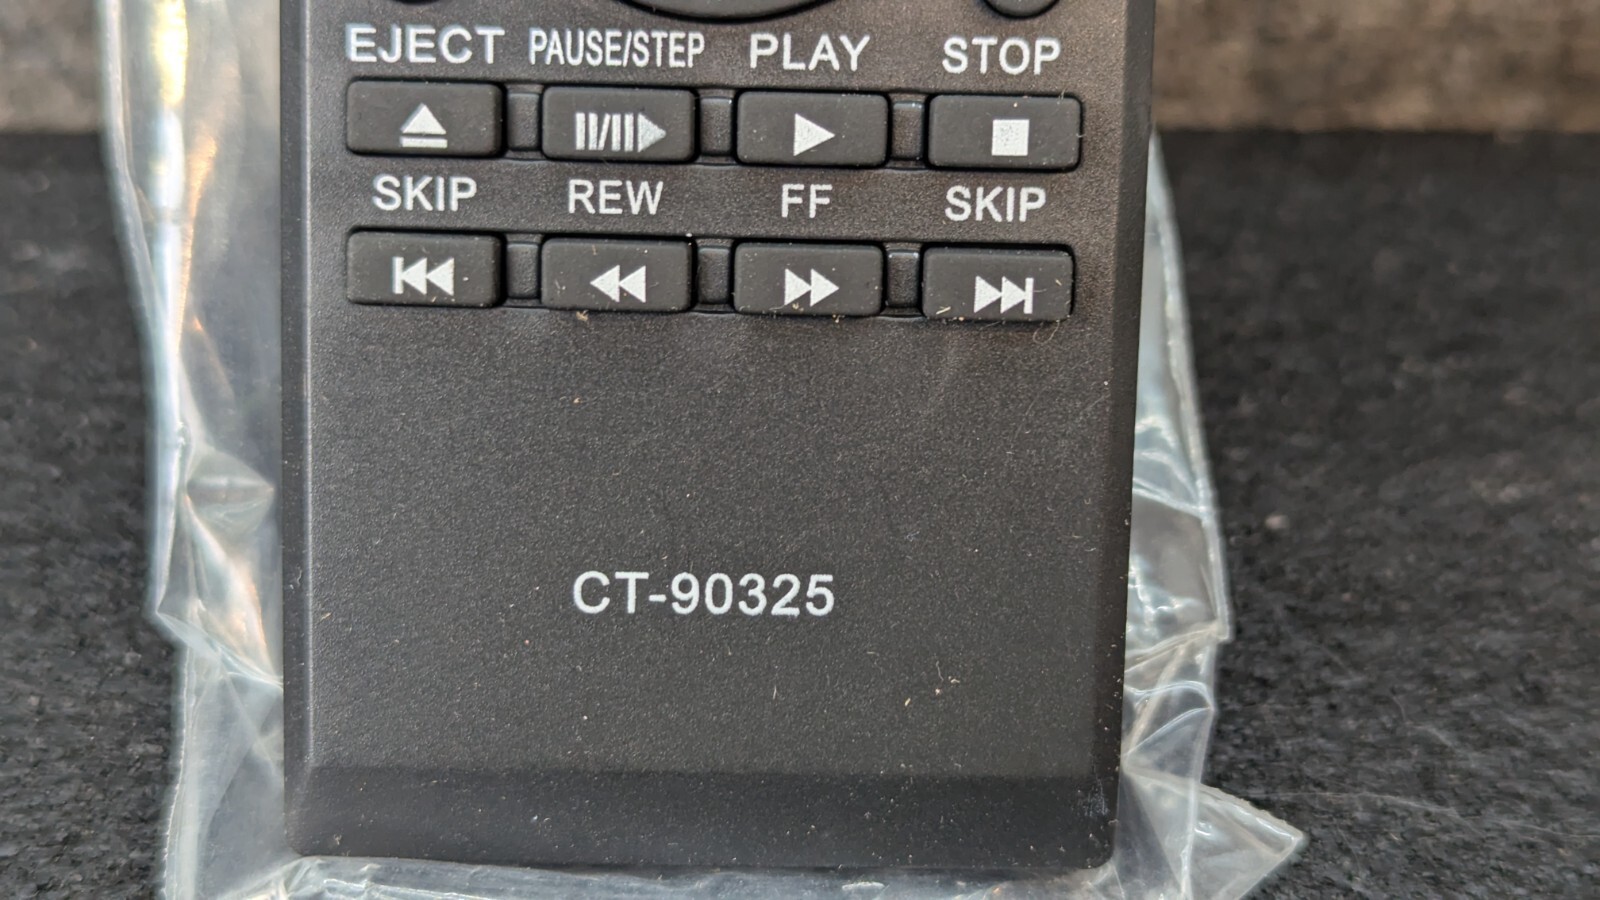 EJECT PAUSE/STEP PLAY STOP
SKIP REW FF SKIP
CT-90325